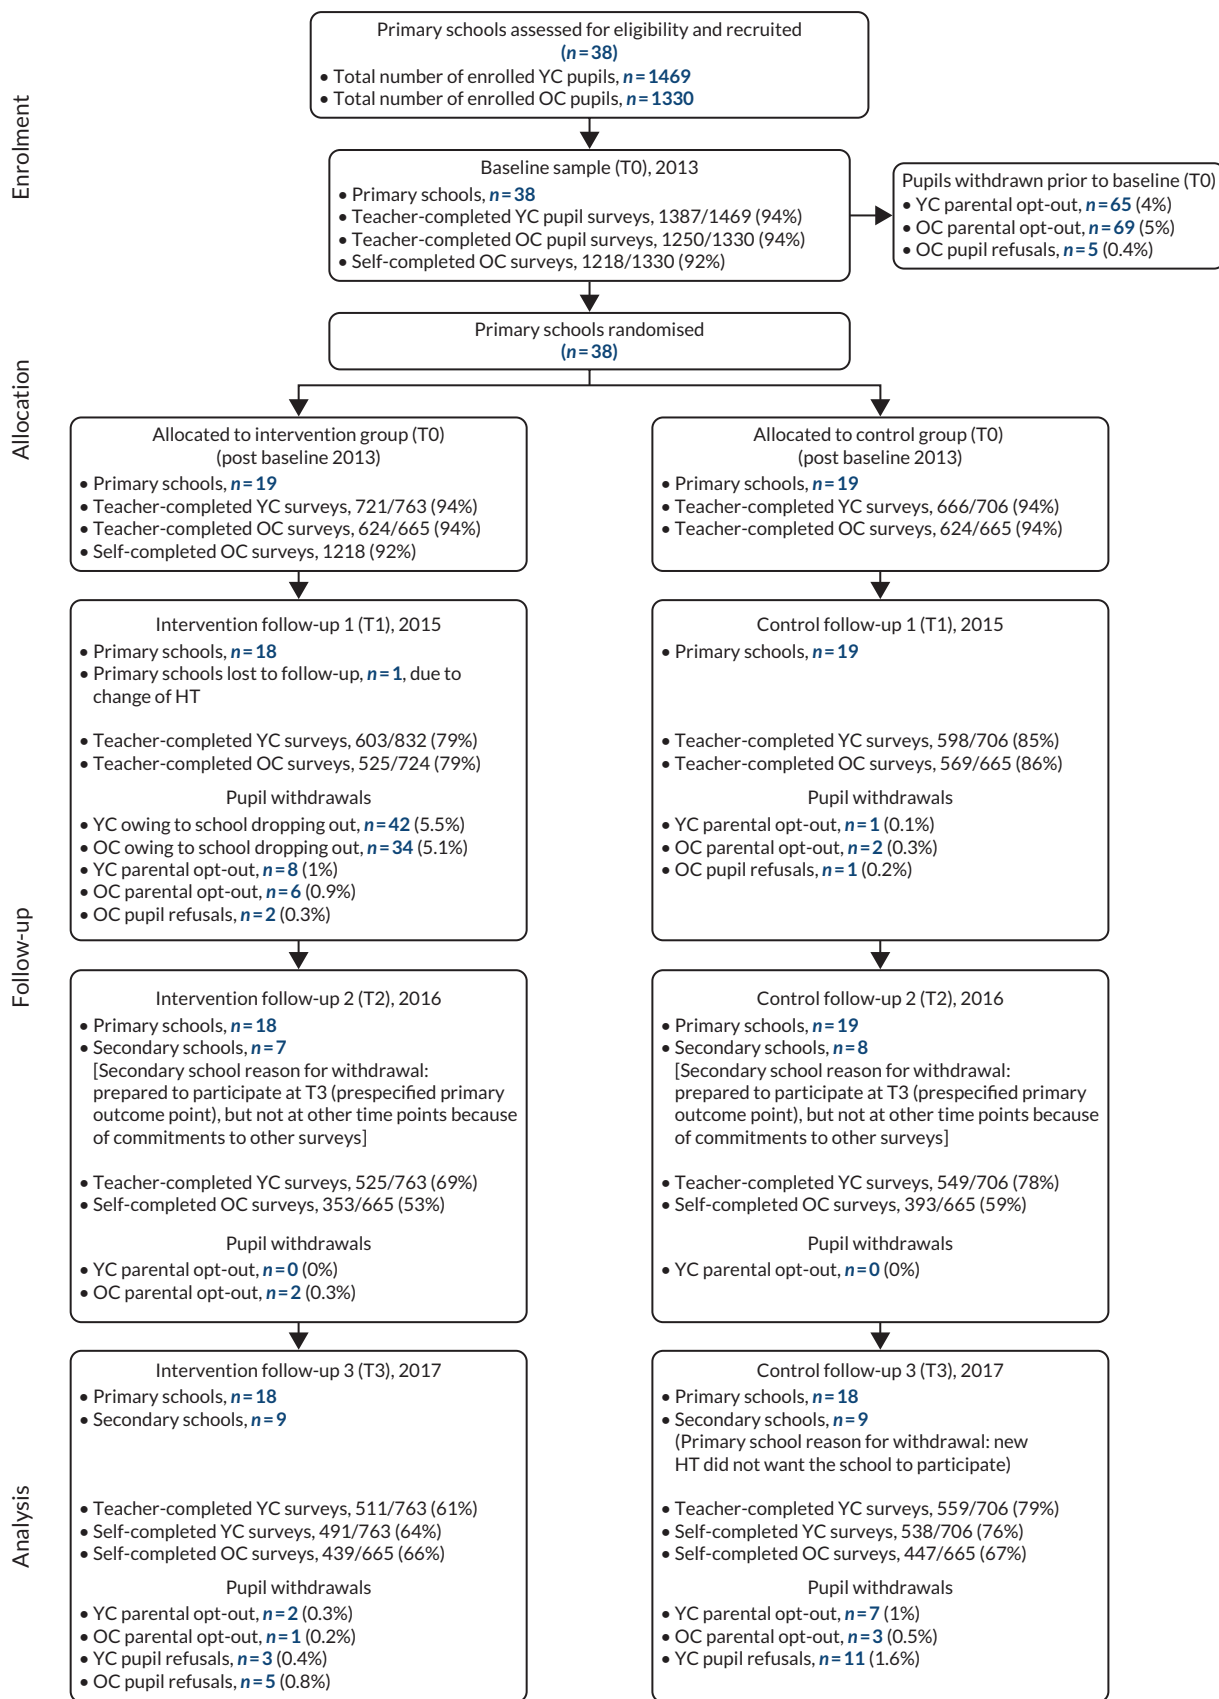 Enrolment
Primary schools assessed for eligibility and recruited
(n=38)
• Total number of enrolled YC pupils, n=1469
• Total number of enrolled OC pupils, n=1330
Baseline sample (T0), 2013
• Primary schools, n=38
• Teacher-completed YC pupil surveys, 1387/1469 (94%)
• Teacher-completed OC pupil surveys, 1250/1330 (94%)
• Self-completed OC surveys, 1218/1330 (92%)
Pupils withdrawn prior to baseline (T0)
• YC parental opt-out, n=65 (4%)
• OC parental opt-out, n=69 (5%)
• OC pupil refusals, n=5 (0.4%)
Allocation
Primary schools randomised
(n=38)
Allocated to intervention group (T0)
(post baseline 2013)
• Primary schools, n=19
• Teacher-completed YC surveys, 721/763 (94%)
• Teacher-completed OC surveys, 624/665 (94%)
• Self-completed OC surveys, 1218 (92%)
Allocated to control group (T0)
(post baseline 2013)
• Primary schools, n=19
• Teacher-completed YC surveys, 666/706 (94%)
• Teacher-completed OC surveys, 624/665 (94%)
Follow-up
Intervention follow-up 1 (T1), 2015
• Primary schools, n=18
• Primary schools lost to follow-up, n=1, due to
change of HT
• Teacher-completed YC surveys, 603/832 (79%)
• Teacher-completed OC surveys, 525/724 (79%)
Pupil withdrawals
• YC owing to school dropping out, n=42 (5.5%)
• OC owing to school dropping out, n=34 (5.1%)
• YC parental opt-out, n=8 (1%)
• OC parental opt-out, n=6 (0.9%)
• OC pupil refusals, n=2 (0.3%)
Control follow-up 1 (T1), 2015
• Primary schools, n=19
• Teacher-completed YC surveys, 598/706 (85%)
• Teacher-completed OC surveys, 569/665 (86%)
Pupil withdrawals
• YC parental opt-out, n=1 (0.1%)
• OC parental opt-out, n=2 (0.3%)
• OC pupil refusals, n=1 (0.2%)
Intervention follow-up 2 (T2), 2016
• Primary schools, n=18
• Secondary schools, n=7
[Secondary school reason for withdrawal:
prepared to participate at T3 (prespecified primary
outcome point), but not at other time points because
of commitments to other surveys]
• Teacher-completed YC surveys, 525/763 (69%)
• Self-completed OC surveys, 353/665 (53%)
Pupil withdrawals
• YC parental opt-out, n=0 (0%)
• OC parental opt-out, n=2 (0.3%)
Control follow-up 2 (T2), 2016
• Primary schools, n=19
• Secondary schools, n=8
[Secondary school reason for withdrawal:
prepared to participate at T3 (prespecified primary
outcome point), but not at other time points because
of commitments to other surveys]
• Teacher-completed YC surveys, 549/706 (78%)
• Self-completed OC surveys, 393/665 (59%)
Pupil withdrawals
• YC parental opt-out, n=0 (0%)
Analysis
Intervention follow-up 3 (T3), 2017
• Primary schools, n=18
• Secondary schools, n=9
• Teacher-completed YC surveys, 511/763 (61%)
• Self-completed YC surveys, 491/763 (64%)
• Self-completed OC surveys, 439/665 (66%)
Pupil withdrawals
• YC parental opt-out, n=2 (0.3%)
• OC parental opt-out, n=1 (0.2%)
• YC pupil refusals, n=3 (0.4%)
• OC pupil refusals, n=5 (0.8%)
Control follow-up 3 (T3), 2017
• Primary schools, n=18
• Secondary schools, n=9
(Primary school reason for withdrawal: new
HT did not want the school to participate)
• Teacher-completed YC surveys, 559/706 (79%)
• Self-completed YC surveys, 538/706 (76%)
• Self-completed OC surveys, 447/665 (67%)
Pupil withdrawals
• YC parental opt-out, n=7 (1%)
• OC parental opt-out, n=3 (0.5%)
• YC pupil refusals, n=11 (1.6%)